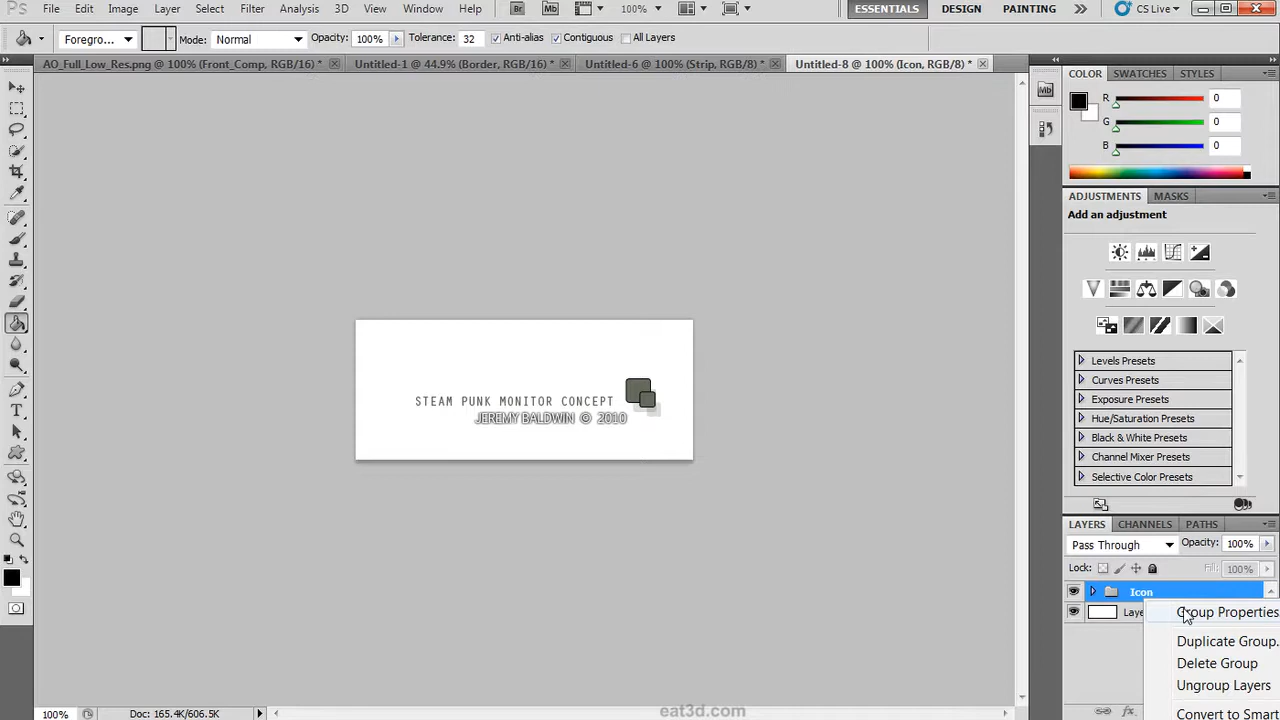 Ps File Edit Image Layer Select Filter Analysis 3D View Window Help Br Mb 100% ESSENTIALS DESIGN PAINTING CS Live
Foregro... Mode: Normal Opacity: 100% Tolerance: 32 Anti-alias Contiguous All Layers
AO_Full_Low_Res.png @ 100% (Front_Comp, RGB/16) * Untitled-1 @ 44.9% (Border, RGB/16) * Untitled-6 @ 100% (Strip, RGB/8) * Untitled-8 @ 100% (Icon, RGB/8) *
COLOR SWATCHES STYLES
Mb
R 0
G 0
B 0
ADJUSTMENTS MASKS
Add an adjustment
Levels Presets
Curves Presets
Exposure Presets
Hue/Saturation Presets
Black & White Presets
Channel Mixer Presets
Selective Color Presets
STEAM PUNK MONITOR CONCEPT
JEREMY BALDWIN © 2010
LAYERS CHANNELS PATHS
Pass Through Opacity: 100%
Lock: Fill: 100%
Icon
Laye
Group Properties
Duplicate Group.
Delete Group
Ungroup Layers
Convert to Smart
100% Doc: 165.4K/606.5K
eat3d.com